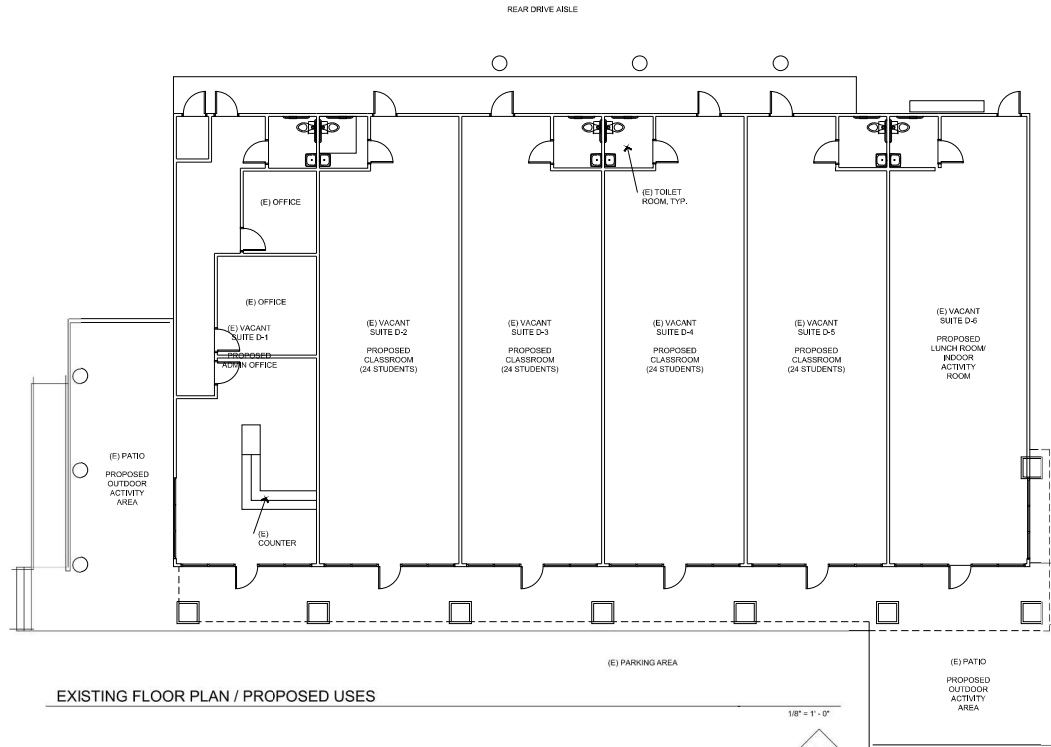 REAR DRIVE AISLE
(E) OFFICE
(E) TOILET
ROOM, TYP.
(E) OFFICE
(E) VACANT
SUITE D-1
PROPOSED
ADMIN OFFICE
(E) VACANT
SUITE D-2
PROPOSED
CLASSROOM
(24 STUDENTS)
(E) VACANT
SUITE D-3
PROPOSED
CLASSROOM
(24 STUDENTS)
(E) VACANT
SUITE D-4
PROPOSED
CLASSROOM
(24 STUDENTS)
(E) VACANT
SUITE D-5
PROPOSED
CLASSROOM
(24 STUDENTS)
(E) VACANT
SUITE D-6
PROPOSED
LUNCH ROOM/
INDOOR
ACTIVITY
ROOM
(E) PATIO
PROPOSED
OUTDOOR
ACTIVITY
AREA
(E)
COUNTER
(E) PARKING AREA
(E) PATIO
PROPOSED
OUTDOOR
ACTIVITY
AREA
EXISTING FLOOR PLAN / PROPOSED USES
1/8" = 1' - 0"